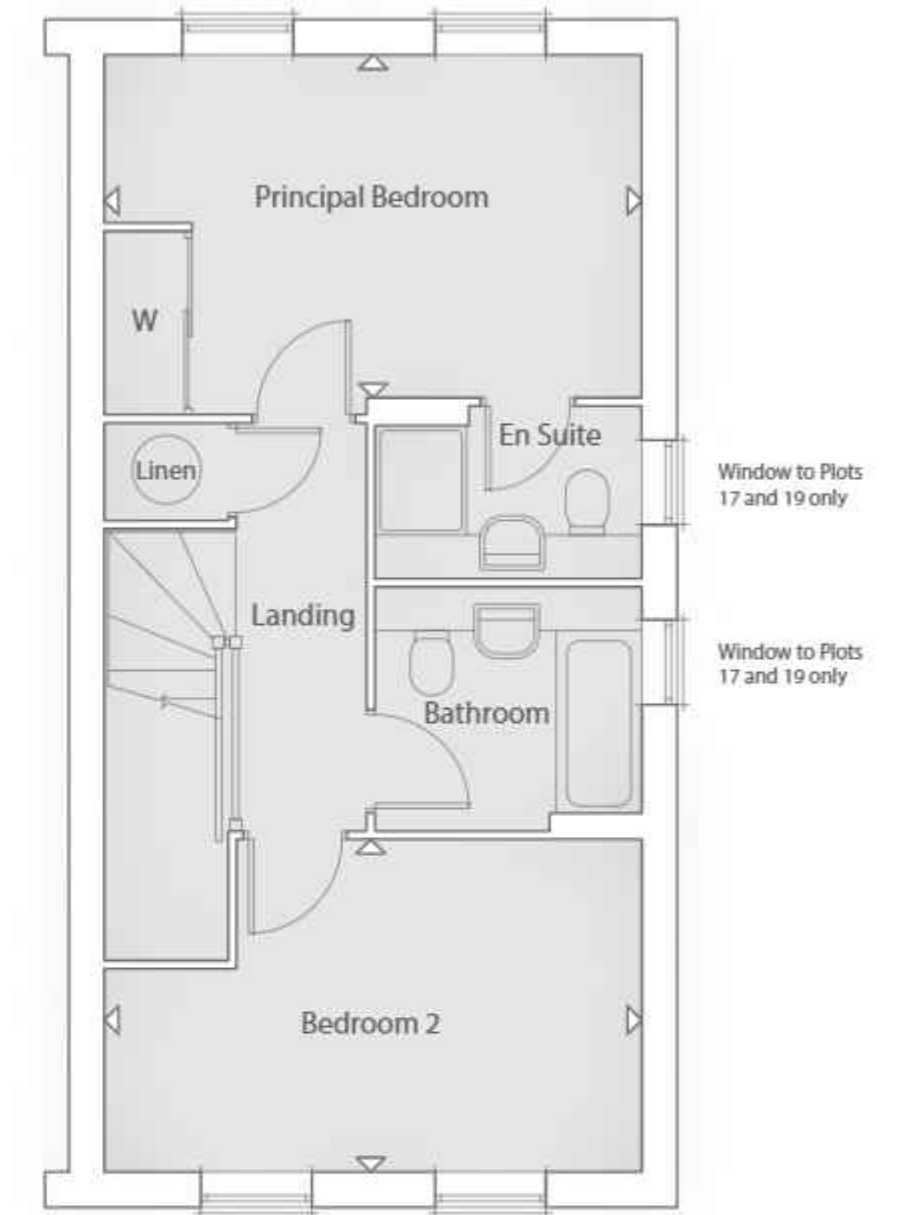 Principal Bedroom
W
En Suite
Linen
Window to Plots
17 and 19 only
Landing
Window to Plots
17 and 19 only
Bathroom
Bedroom 2